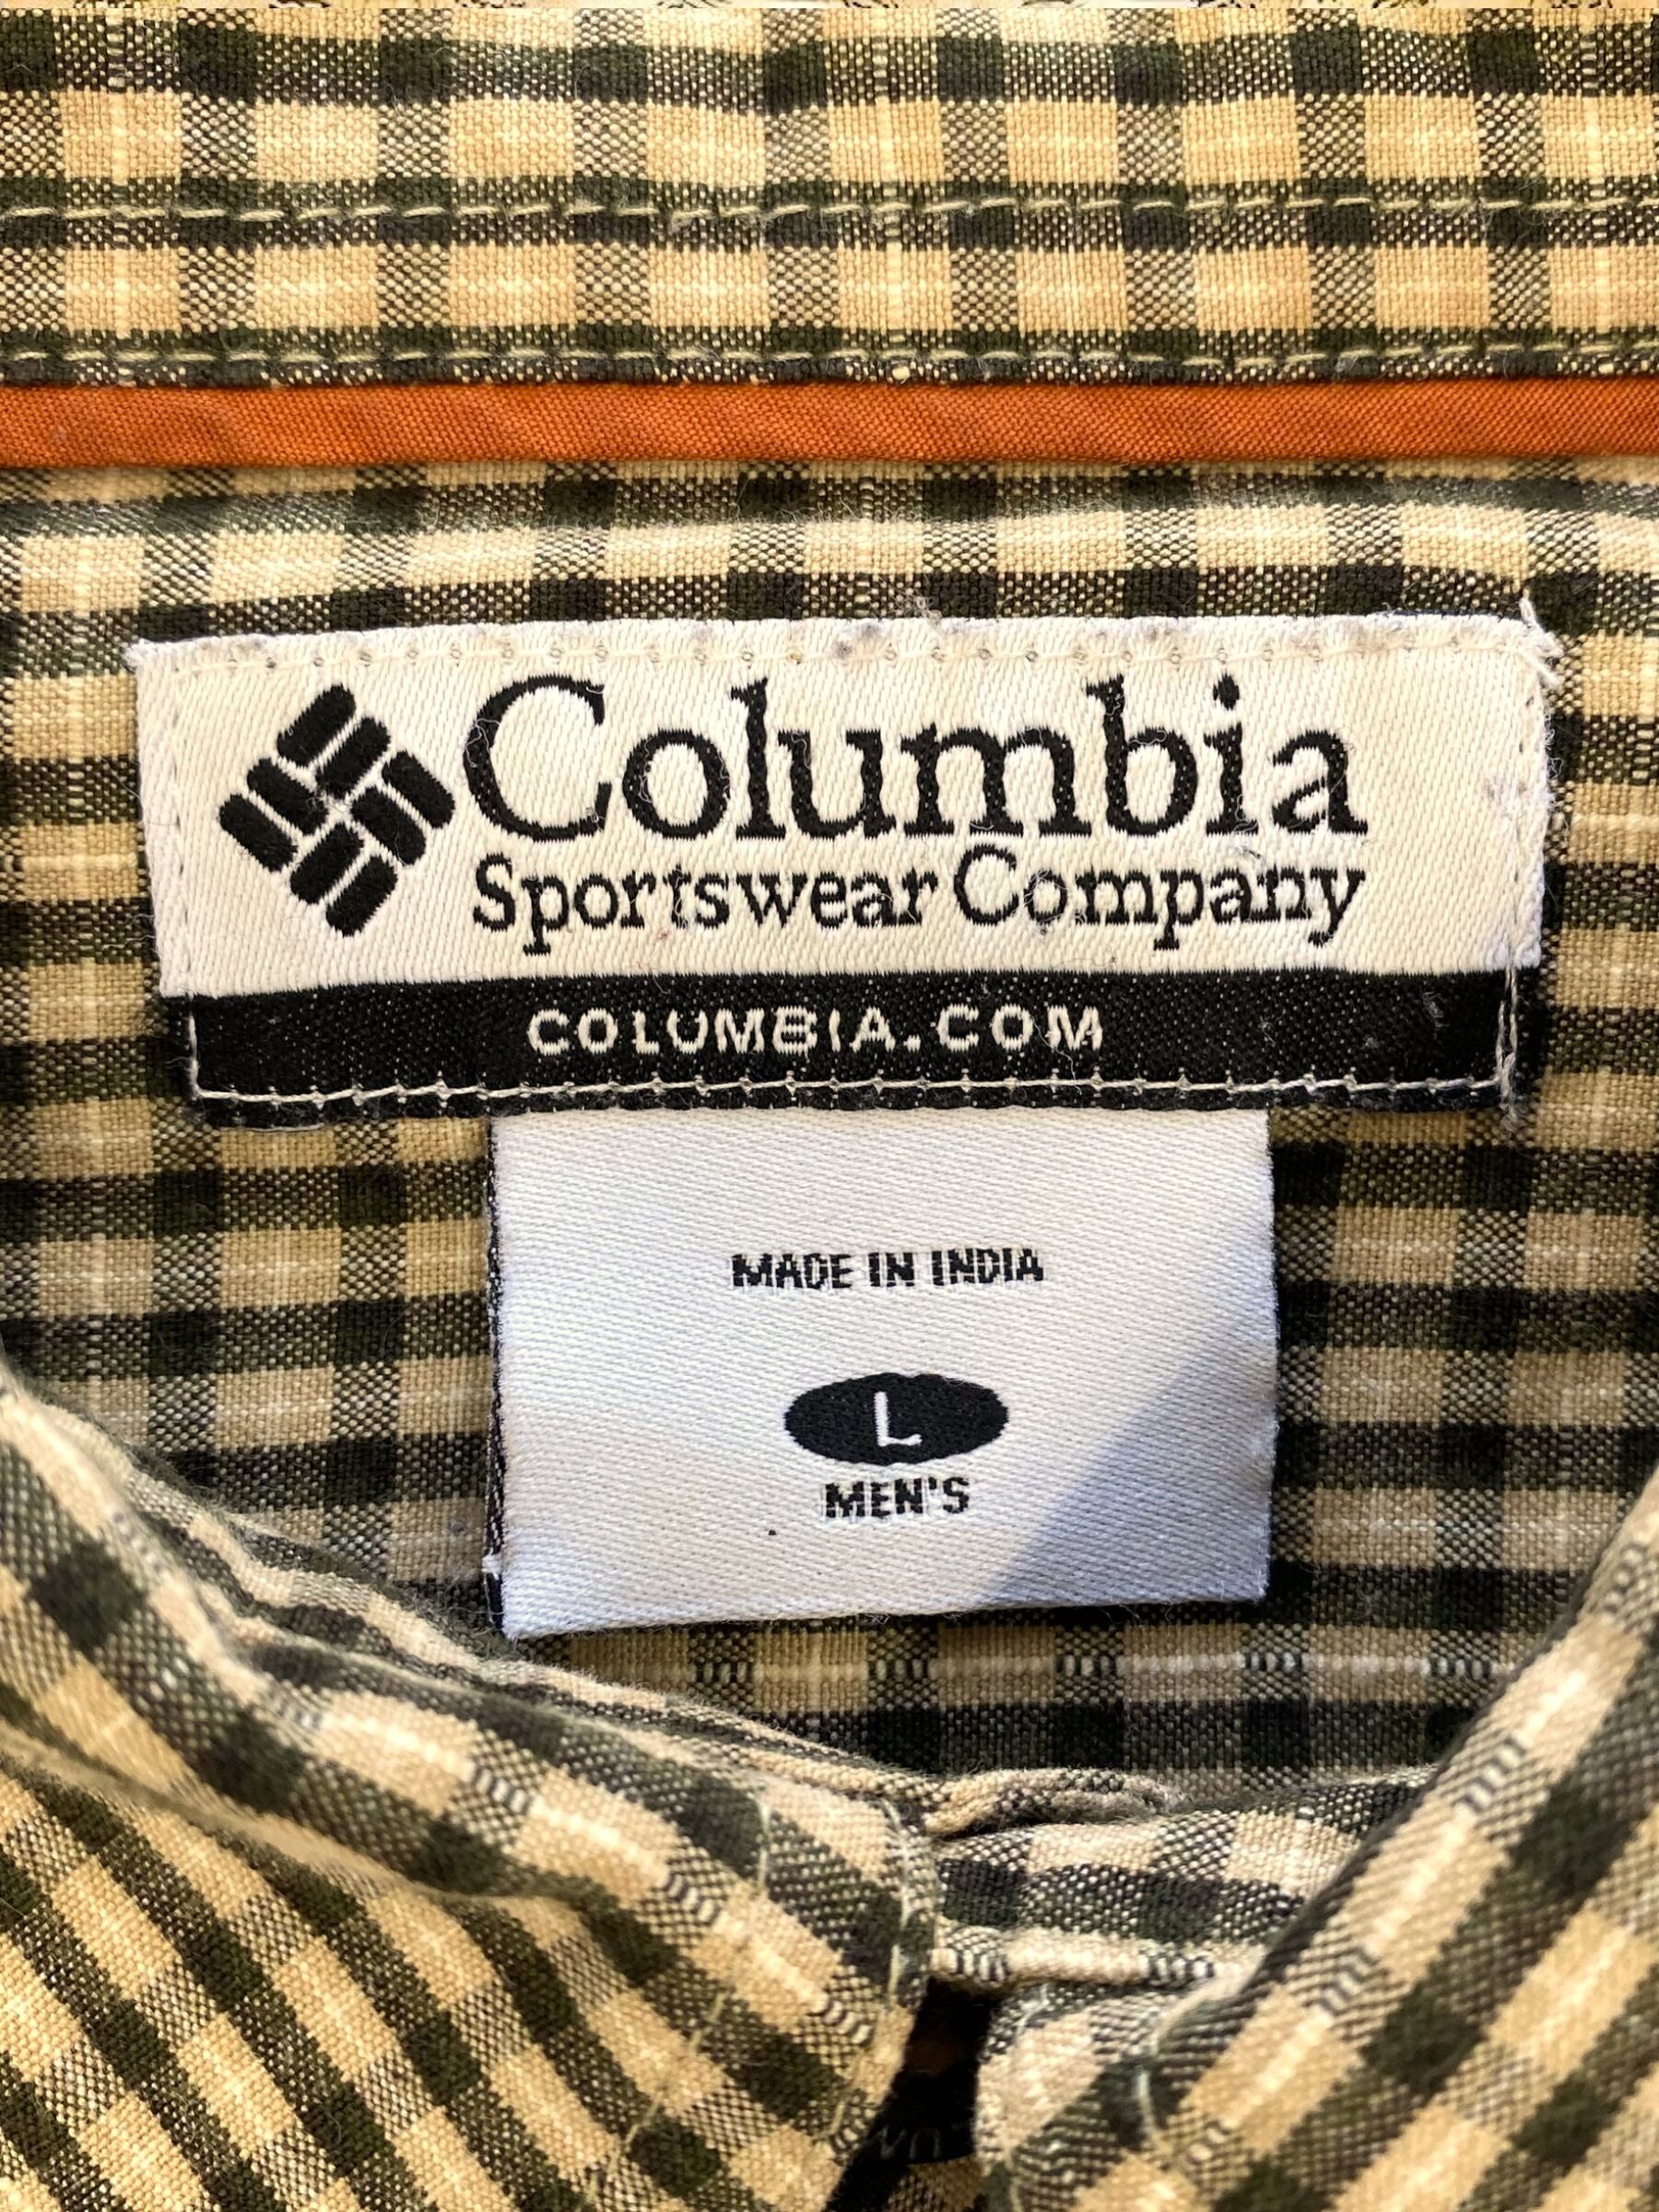 Columbia
Sportswear Company
COLUMBIA.COM
MADE IN INDIA
L
MEN'S